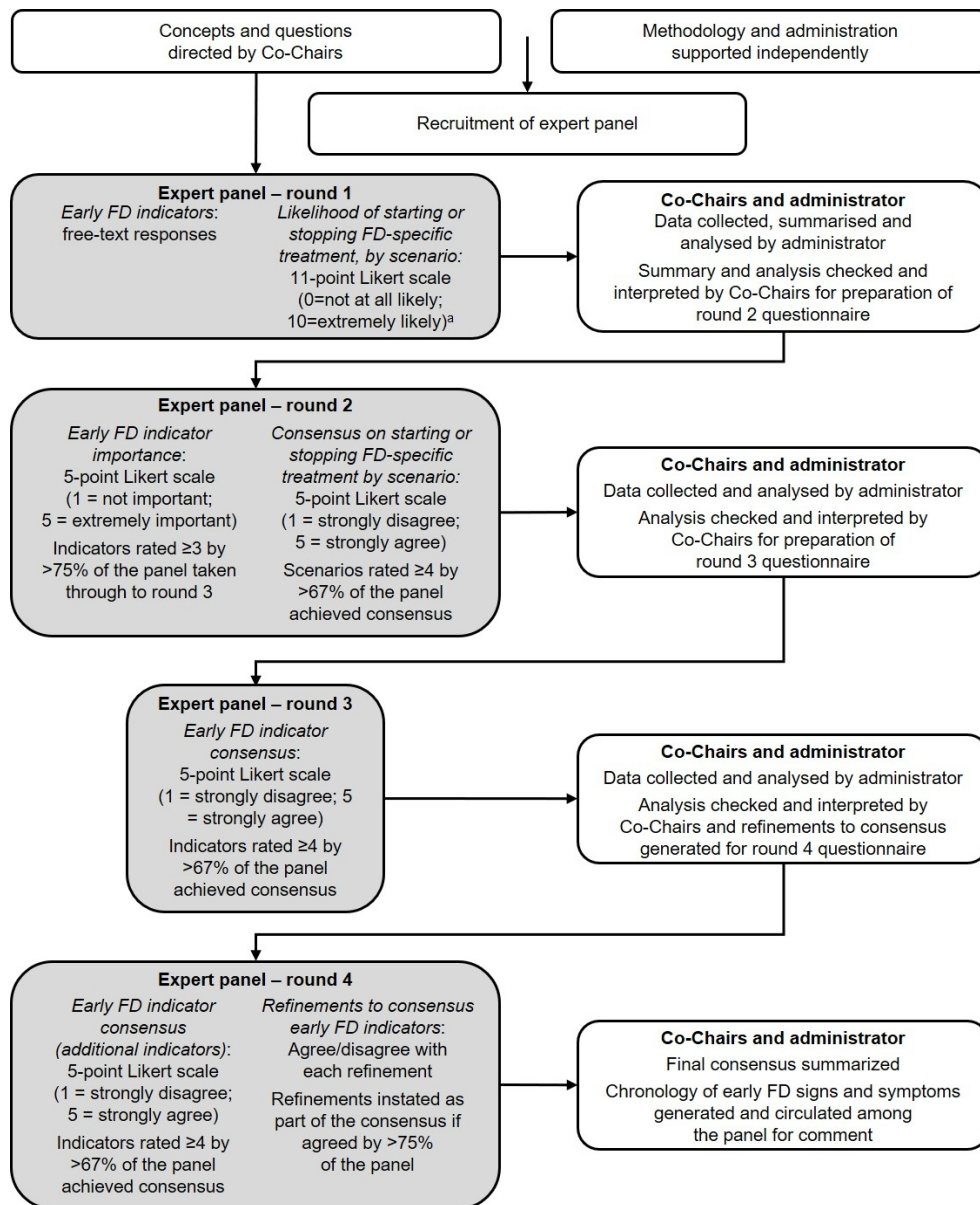 Concepts and questions
directed by Co-Chairs
Methodology and administration
supported independently
Recruitment of expert panel
Expert panel – round 1
Early FD indicators:
free-text responses
Likelihood of starting or
stopping FD-specific
treatment, by scenario:
11-point Likert scale
(0=not at all likely;
10=extremely likely)ᵃ
Co-Chairs and administrator
Data collected, summarised and
analysed by administrator
Summary and analysis checked and
interpreted by Co-Chairs for preparation of
round 2 questionnaire
Expert panel – round 2
Early FD indicator
importance:
5-point Likert scale
(1 = not important;
5 = extremely important)
Indicators rated ≥3 by
>75% of the panel taken
through to round 3
Consensus on starting or
stopping FD-specific
treatment by scenario:
5-point Likert scale
(1 = strongly disagree;
5 = strongly agree)
Scenarios rated ≥4 by
>67% of the panel
achieved consensus
Co-Chairs and administrator
Data collected and analysed by administrator
Analysis checked and interpreted by
Co-Chairs for preparation of
round 3 questionnaire
Expert panel – round 3
Early FD indicator
consensus:
5-point Likert scale
(1 = strongly disagree; 5
= strongly agree)
Indicators rated ≥4 by
>67% of the panel
achieved consensus
Co-Chairs and administrator
Data collected and analysed by administrator
Analysis checked and interpreted by
Co-Chairs and refinements to consensus
generated for round 4 questionnaire
Expert panel – round 4
Early FD indicator
consensus
(additional indicators):
5-point Likert scale
(1 = strongly disagree;
5 = strongly agree)
Indicators rated ≥4 by
>67% of the panel
achieved consensus
Refinements to consensus
early FD indicators:
Agree/disagree with
each refinement
Refinements instated as
part of the consensus if
agreed by >75%
of the panel
Co-Chairs and administrator
Final consensus summarized
Chronology of early FD signs and symptoms
generated and circulated among
the panel for comment